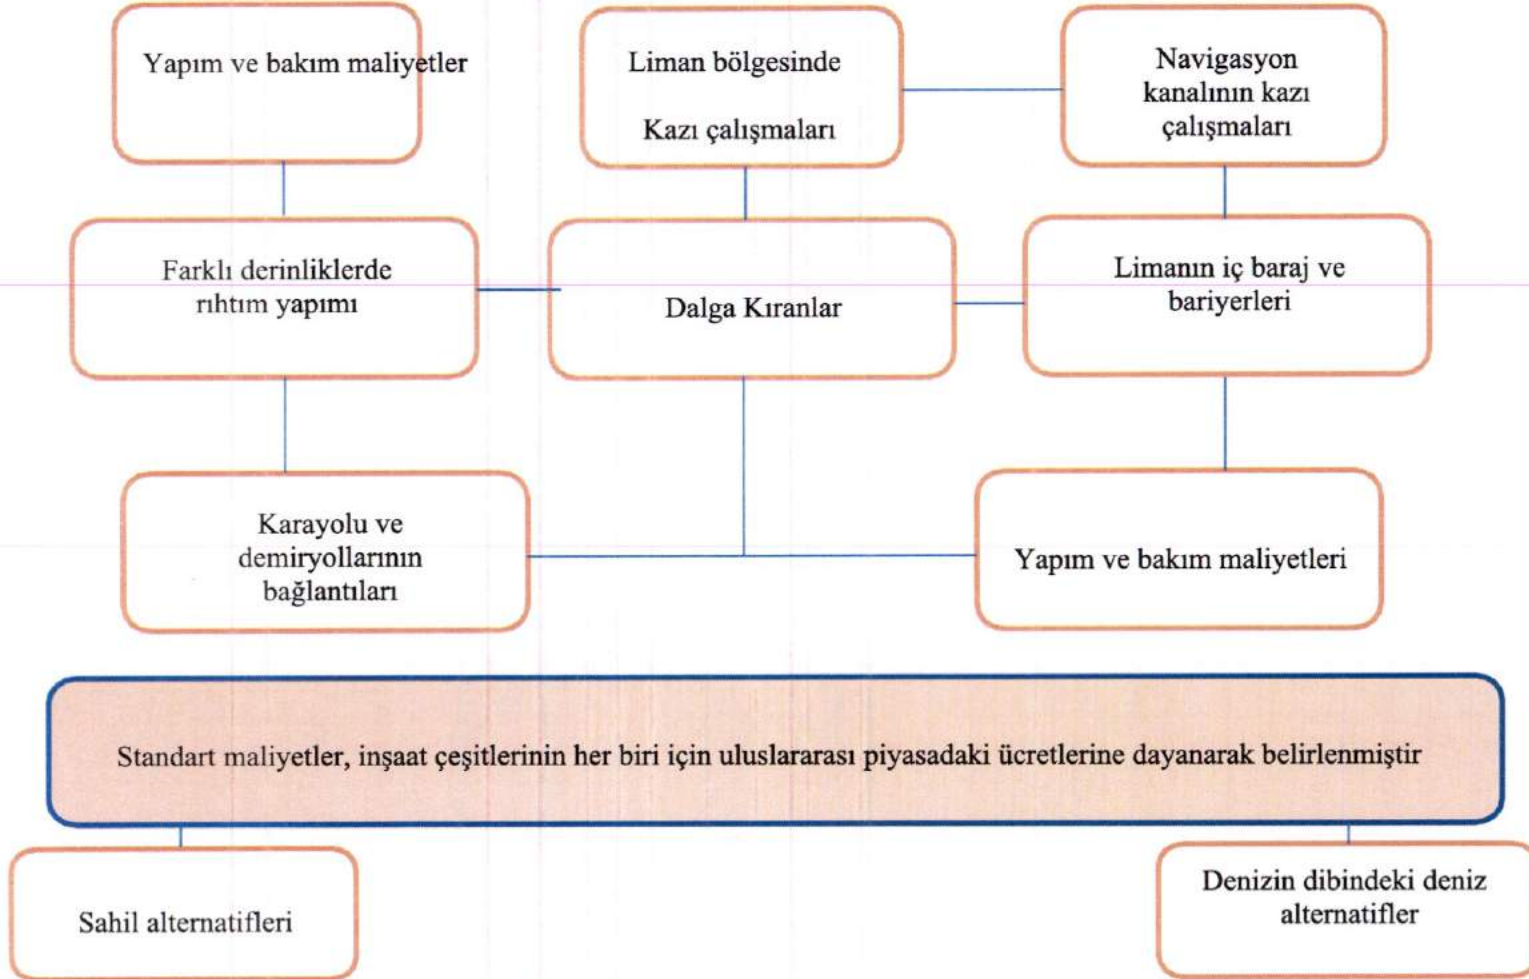 Yapım ve bakım maliyetler
Liman bölgesinde
Kazı çalışmaları
Navigasyon
kanalının kazı
çalışmaları
Farklı derinliklerde
rıhtım yapımı
Dalga Kıranlar
Limanın iç baraj ve
bariyerleri
Karayolu ve
demiryollarının
bağlantıları
Yapım ve bakım maliyetleri
Standart maliyetler, inşaat çeşitlerinin her biri için uluslararası piyasadaki ücretlerine dayanarak belirlenmiştir
Sahil alternatifleri
Denizin dibindeki deniz
alternatifler